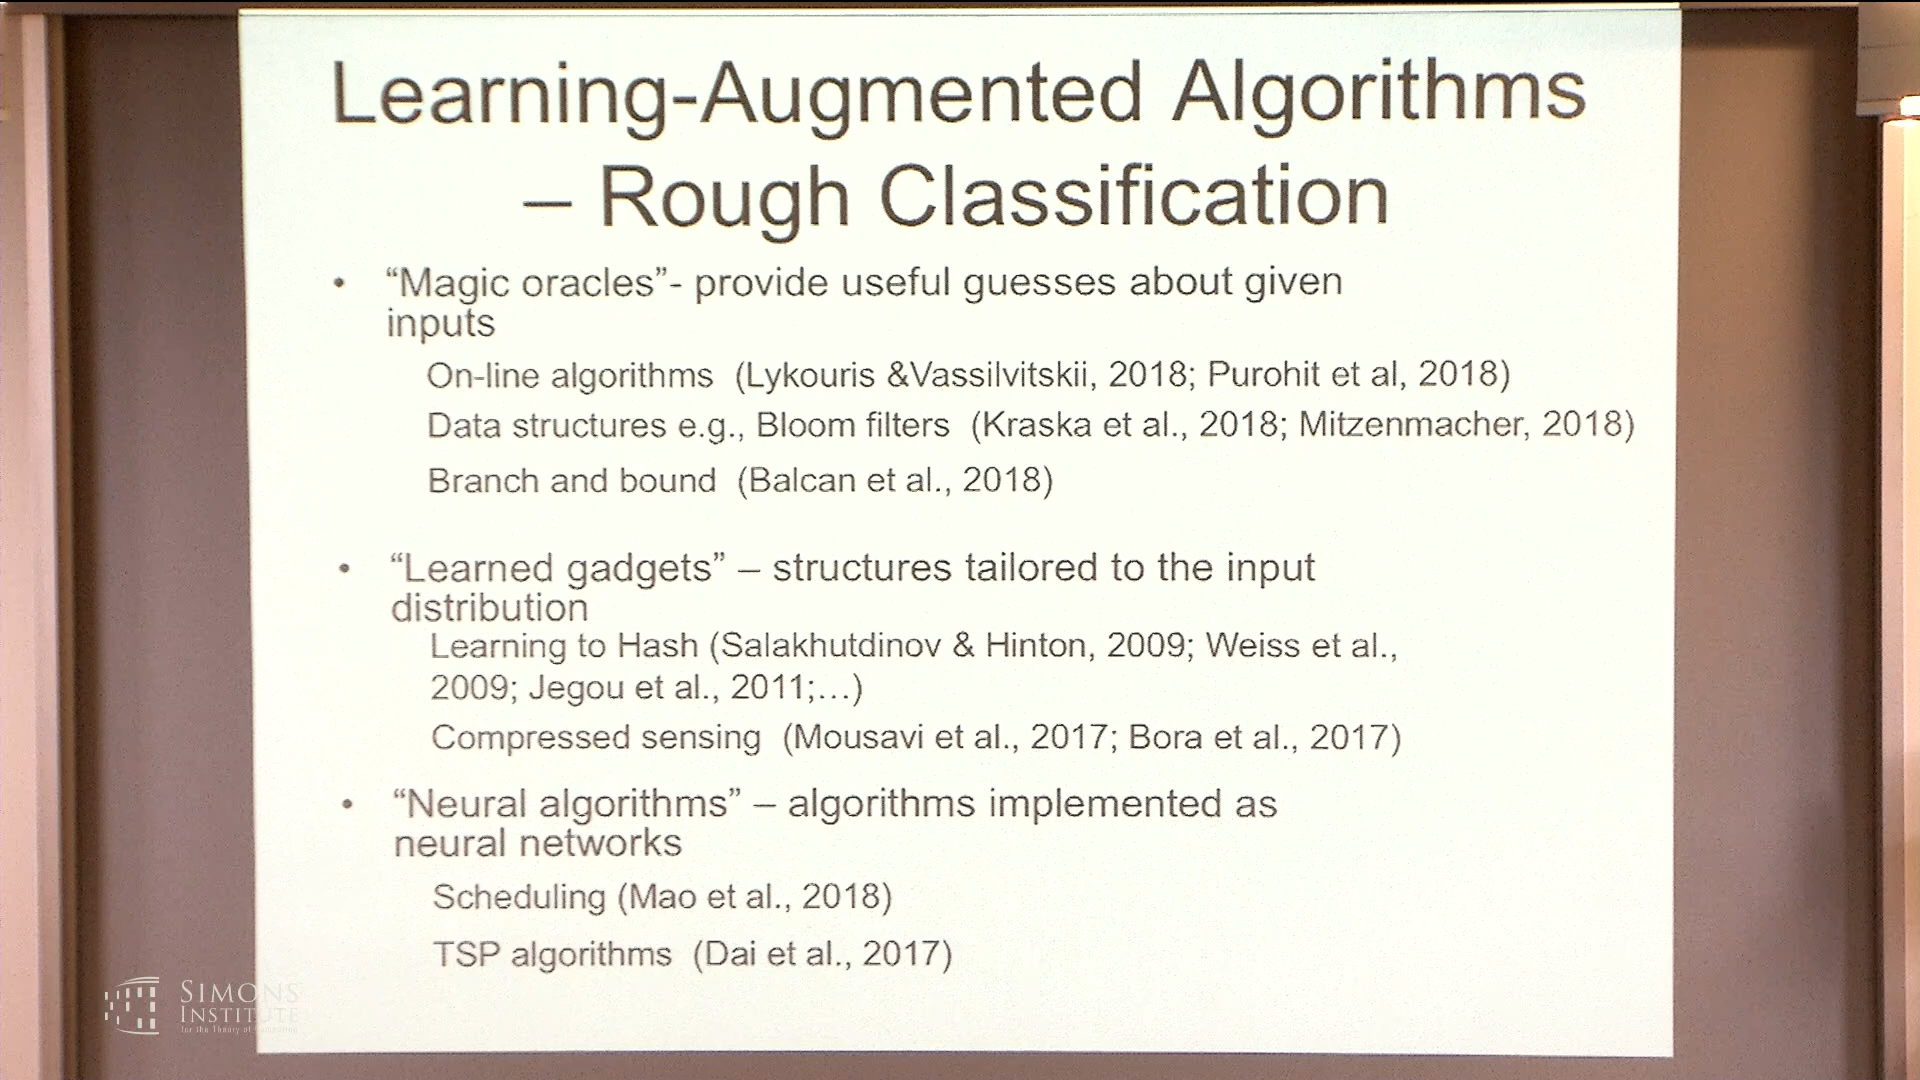 Learning-Augmented Algorithms
– Rough Classification
• “Magic oracles”- provide useful guesses about given
inputs
On-line algorithms (Lykouris &Vassilvitskii, 2018; Purohit et al, 2018)
Data structures e.g., Bloom filters (Kraska et al., 2018; Mitzenmacher, 2018)
Branch and bound (Balcan et al., 2018)
• “Learned gadgets” – structures tailored to the input
distribution
Learning to Hash (Salakhutdinov & Hinton, 2009; Weiss et al.,
2009; Jegou et al., 2011;…)
Compressed sensing (Mousavi et al., 2017; Bora et al., 2017)
• “Neural algorithms” – algorithms implemented as
neural networks
Scheduling (Mao et al., 2018)
TSP algorithms (Dai et al., 2017)
SIMONS
INSTITUTE
for the Theory of